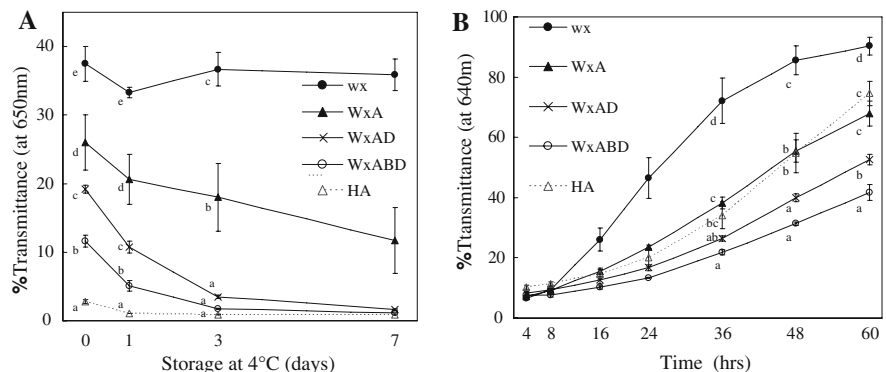 A
%Transmittance (at 650nm)
40
30
20
10
0
e
e
c
d
d
b
c
c
a
b
b
a
a
a
a
wx
WxA
WxAD
WxABD
HA
0
1
3
7
Storage at 4°C (days)
B
%Ttansmittance (at 640m)
100
80
60
40
20
0
wx
WxA
WxAD
WxABD
HA
d
c
d
c
b
c
c
b
b
bc
ab
a
a
a
a
4
8
16
24
36
48
60
Time (hrs)